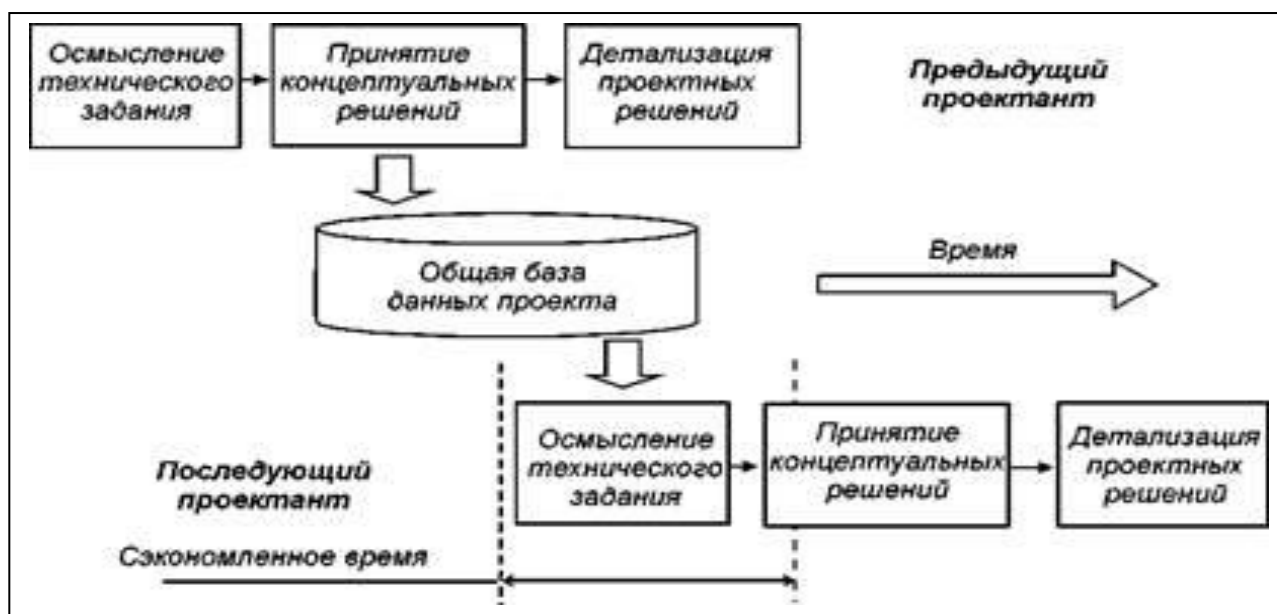 Осмысление
технического
задания
Принятие
концептуальных
решений
Детализация
проектных
решений
Предыдущий
проектант
Общая база
данных проекта
Время
Осмысление
технического
задания
Принятие
концептуальных
решений
Детализация
проектных
решений
Последующий
проектант
Сэкономленное время